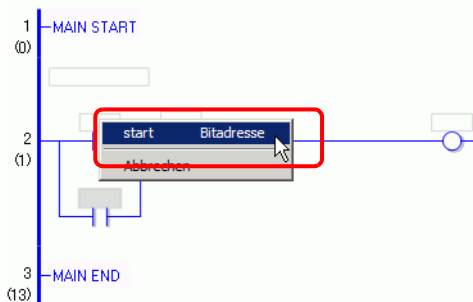 1 MAIN START
(0)
start Bitadresse
2
(1)
Abbrechen
3 MAIN END
(13)